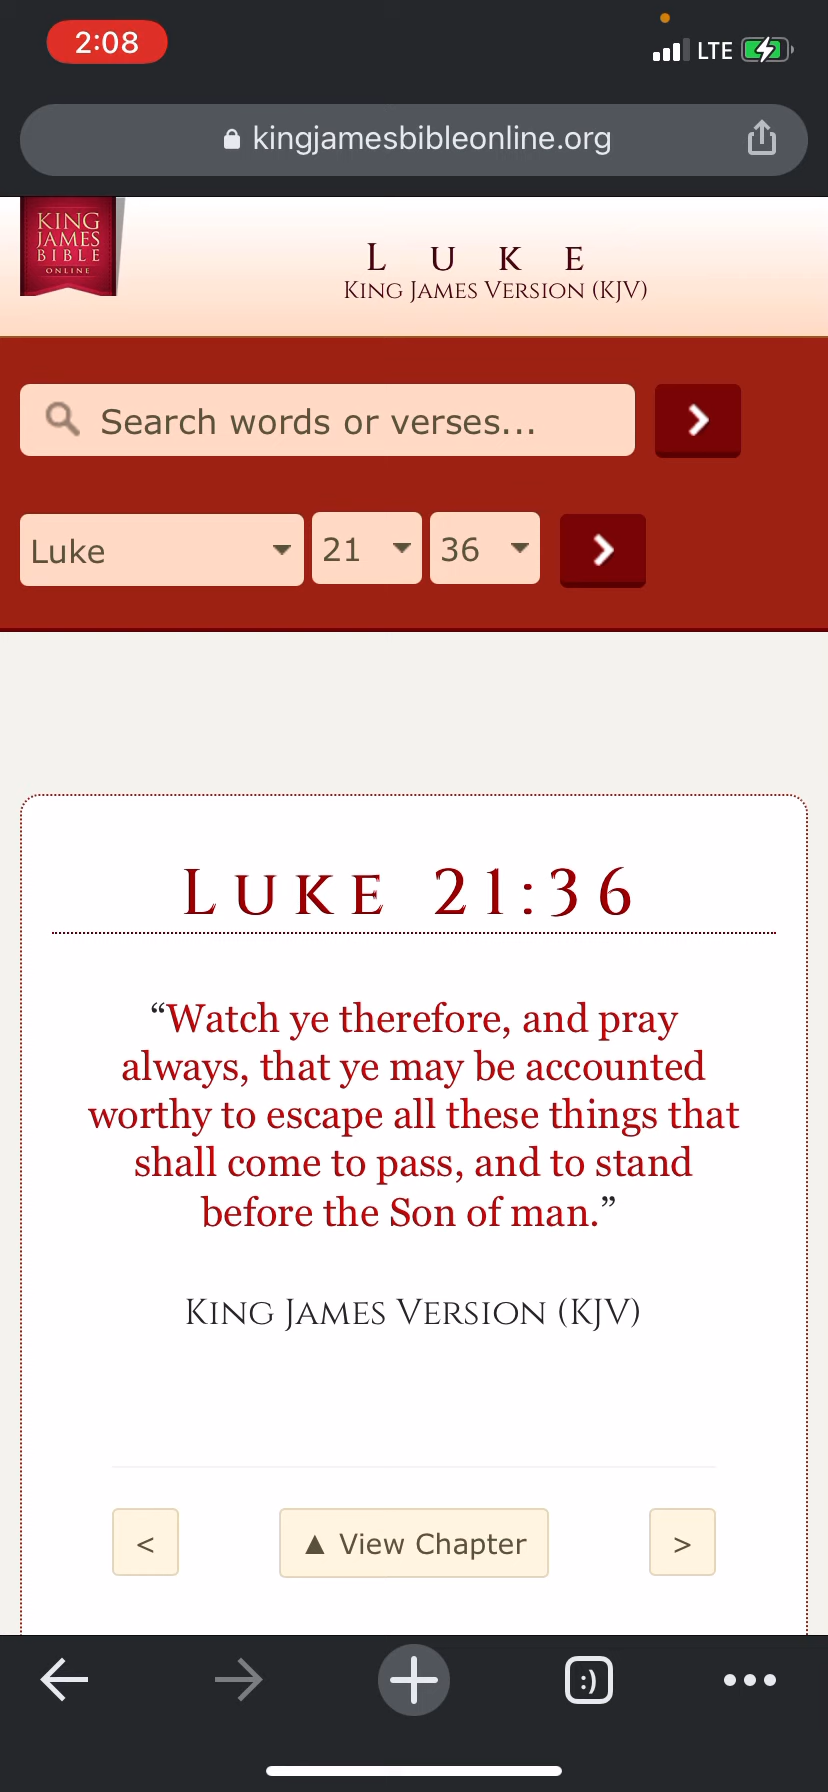 2:08
LTE
kingjamesbibleonline.org
KING
JAMES
BIBLE
ONLINE
Luke
King James Version (KJV)
Search words or verses...
Luke 21 36
Luke 21:36
“Watch ye therefore, and pray
always, that ye may be accounted
worthy to escape all these things that
shall come to pass, and to stand
before the Son of man.”
King James Version (KJV)
< ▲ View Chapter >
:)